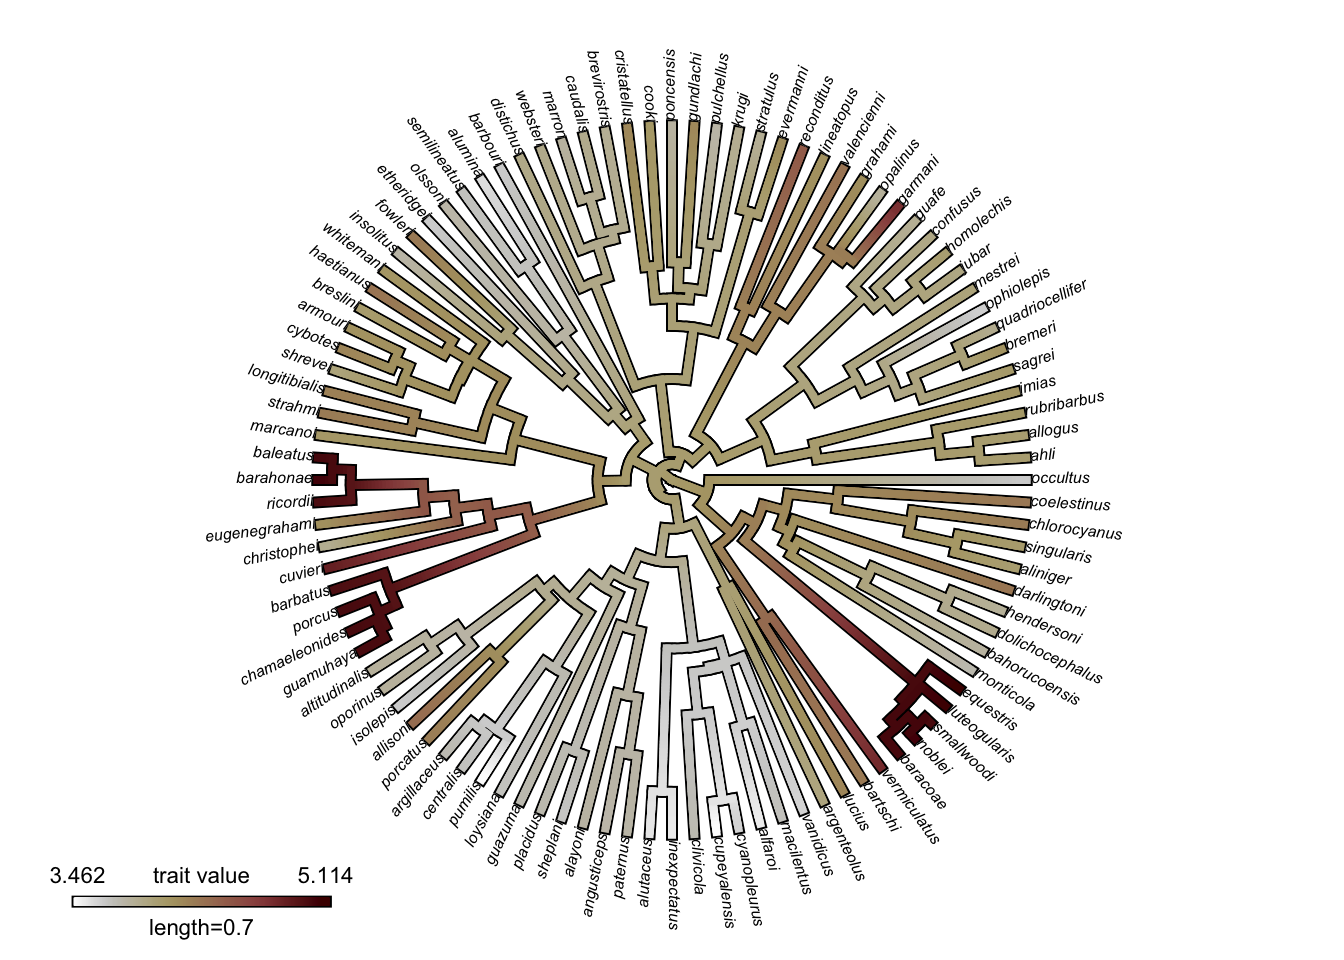 ahli
allogus
rubribarbus
imias
sagrei
bremeri
quadriocellifer
ophiolepis
mestrei
jubar
homolechis
confusus
guafe
garmani
opalinus
grahami
valencienni
lineatopus
reconditus
evermanni
stratulus
krugi
pulchellus
gundlachi
poncensis
cooki
cristatellus
brevirostris
caudalis
marroni
websteri
distichus
barbouri
alumina
semilineatus
olssoni
etheridgei
fowleri
insolitus
whitemani
haetianus
breslini
armouri
cybotes
shrevei
longitibialis
strahmi
marcanoi
baleatus
barahonae
ricordii
eugenegrahami
christophei
cuvieri
barbatus
porcus
chamaeleonides
guamuhaya
altitudinalis
oporinus
isolepis
allisoni
porcatus
argillaceus
centralis
pumilis
loysiana
guazuma
placidus
sheplani
alayoni
angusticeps
paternus
alutaceus
inexpectatus
clivicola
cupeyalensis
cyanopleurus
alfaroi
macilentus
vanidicus
argenteolus
lucius
bartschi
vermiculatus
baracoae
noblei
smallwoodi
luteogularis
equestris
monticola
bahorucoensis
dolichocephalus
hendersoni
darlingtoni
aliniger
singularis
chlorocyanus
coelestinus
occultus
3.462 trait value 5.114
length=0.7